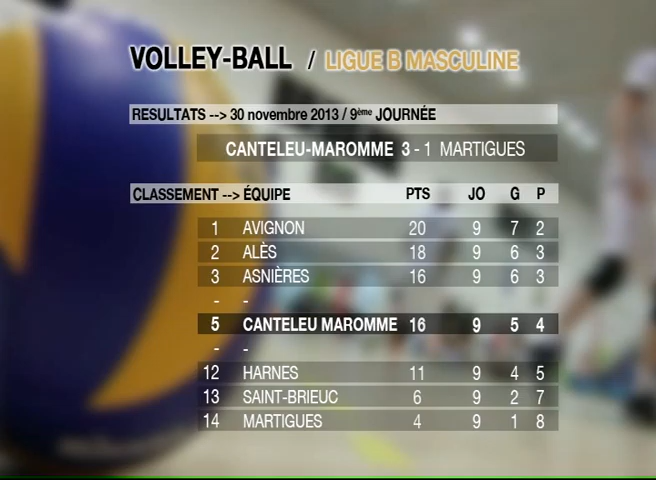 VOLLEY-BALL / LIGUE B MASCULINE
RESULTATS --> 30 novembre 2013 / 9ème JOURNÉE
CANTELEU-MAROMME 3 - 1 MARTIGUES
CLASSEMENT --> ÉQUIPE PTS JO G P
1 AVIGNON 20 9 7 2
2 ALÈS 18 9 6 3
3 ASNIÈRES 16 9 6 3
- -
5 CANTELEU MAROMME 16 9 5 4
- -
12 HARNES 11 9 4 5
13 SAINT-BRIEUC 6 9 2 7
14 MARTIGUES 4 9 1 8